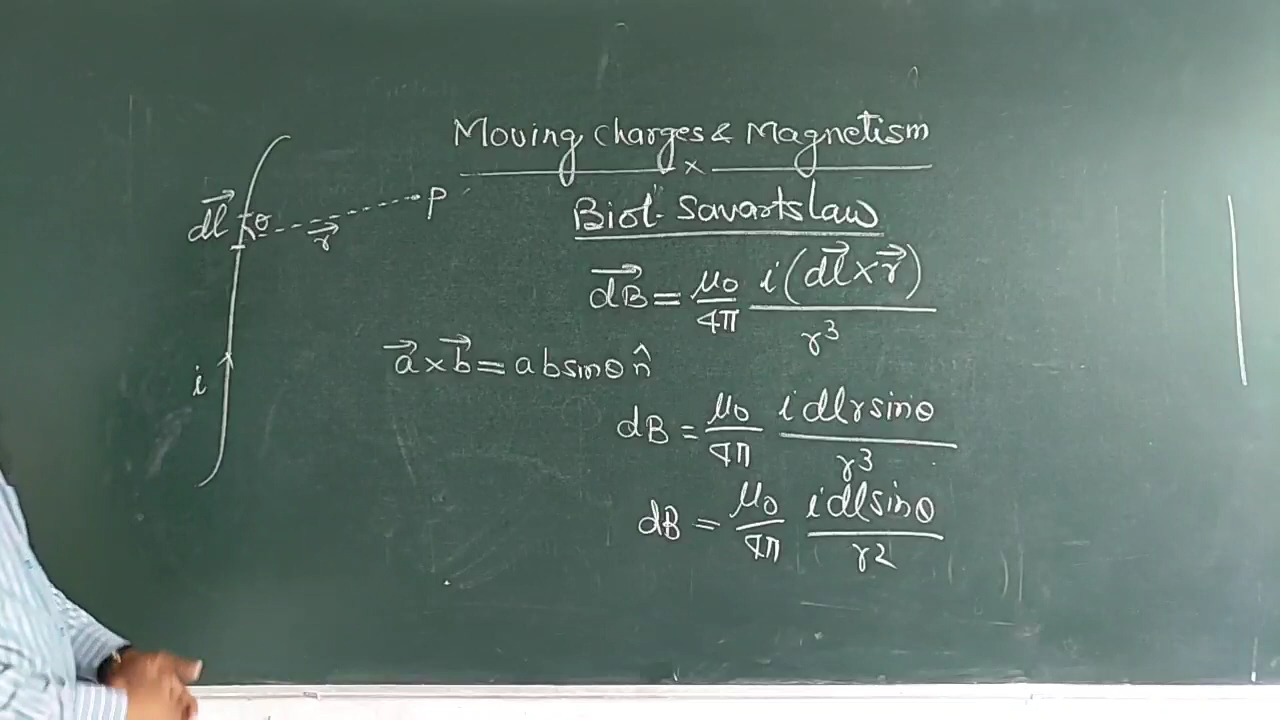 Moving Charges & Magnetism
x
Biot-Savarts Law
P
dl⃗ θ
r⃗
dB⃗ = μ₀/4π i(dl⃗ × r⃗)/r³
a⃗ × b⃗ = ab sinθ n̂
i
dB = μ₀/4π i dl r sinθ/r³
dB = μ₀/4π i dl sinθ/r²